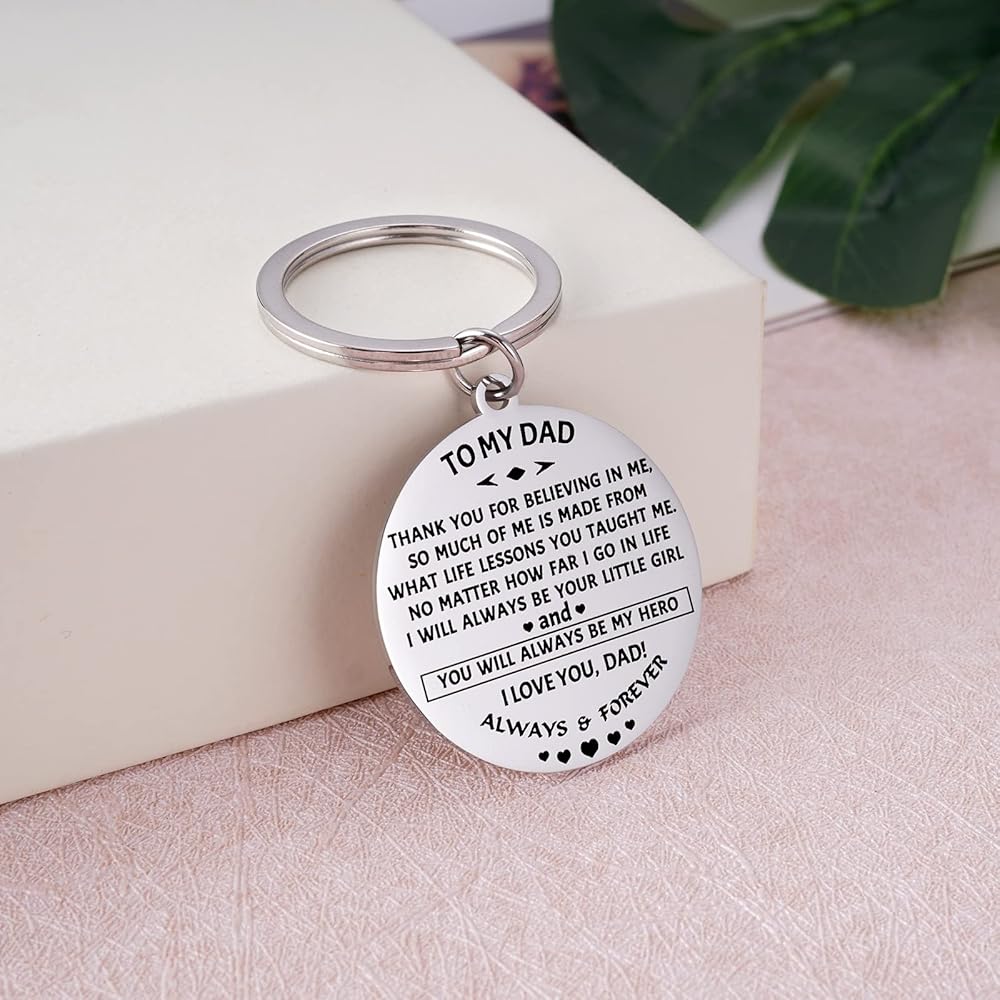 TO MY DAD
THANK YOU FOR BELIEVING IN ME,
SO MUCH OF ME IS MADE FROM
WHAT LIFE LESSONS YOU TAUGHT ME.
NO MATTER HOW FAR I GO IN LIFE
I WILL ALWAYS BE YOUR LITTLE GIRL
♥ and ♥
YOU WILL ALWAYS BE MY HERO
I LOVE YOU, DAD!
ALWAYS & FOREVER